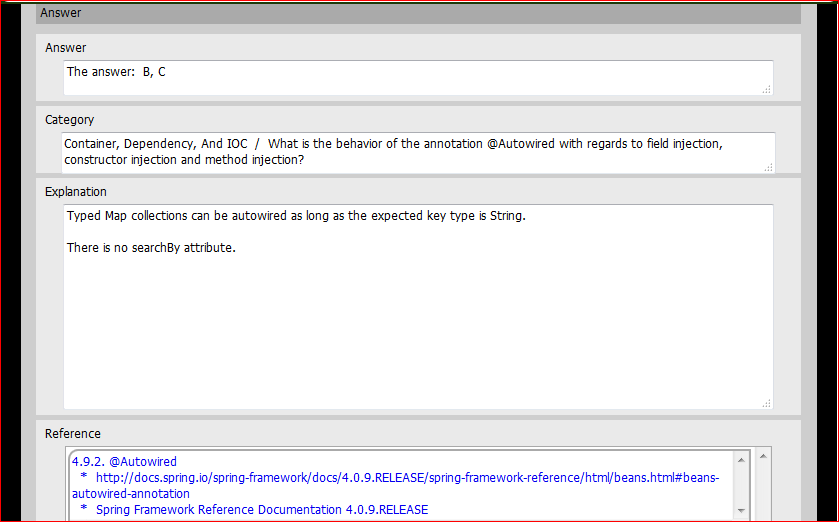 Answer
Answer
The answer:  B, C
Category
Container, Dependency, And IOC  /  What is the behavior of the annotation @Autowired with regards to field injection,
constructor injection and method injection?
Explanation
Typed Map collections can be autowired as long as the expected key type is String.
There is no searchBy attribute.
Reference
4.9.2. @Autowired
*  http://docs.spring.io/spring-framework/docs/4.0.9.RELEASE/spring-framework-reference/html/beans.html#beans-
autowired-annotation
*  Spring Framework Reference Documentation 4.0.9.RELEASE